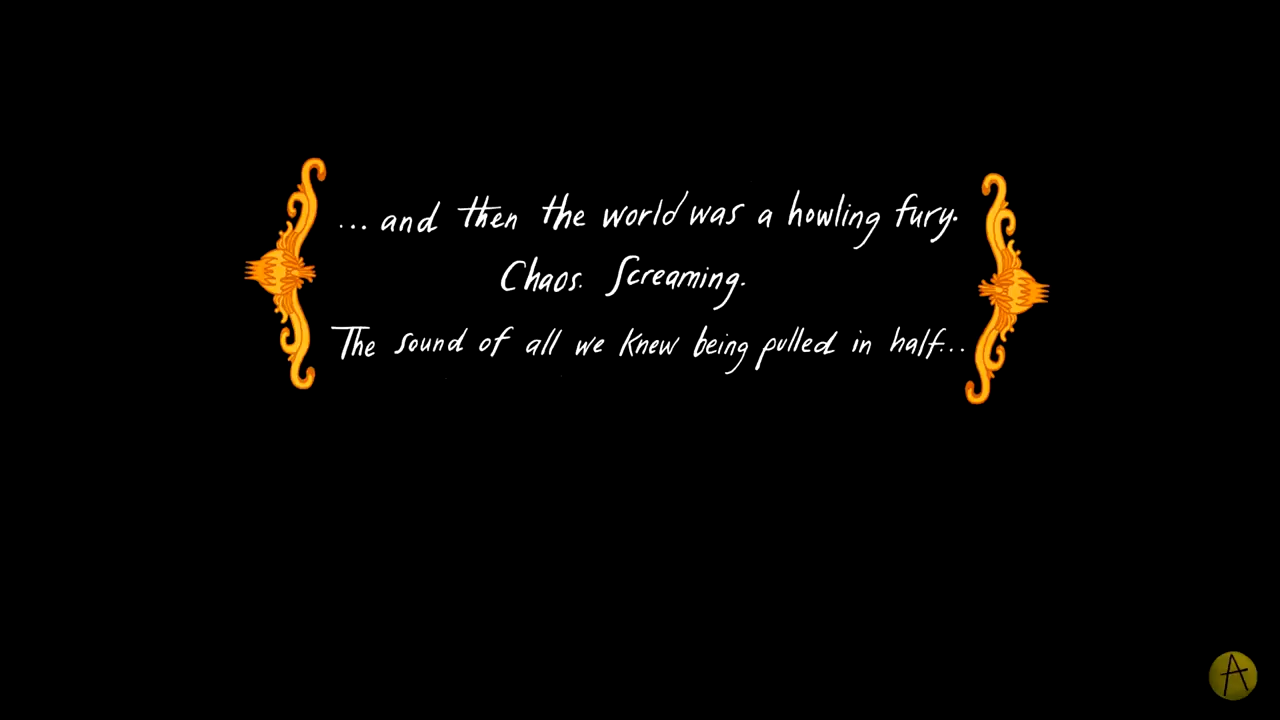 ...and then the world was a howling fury.
Chaos. Screaming.
The sound of all we knew being pulled in half...
A